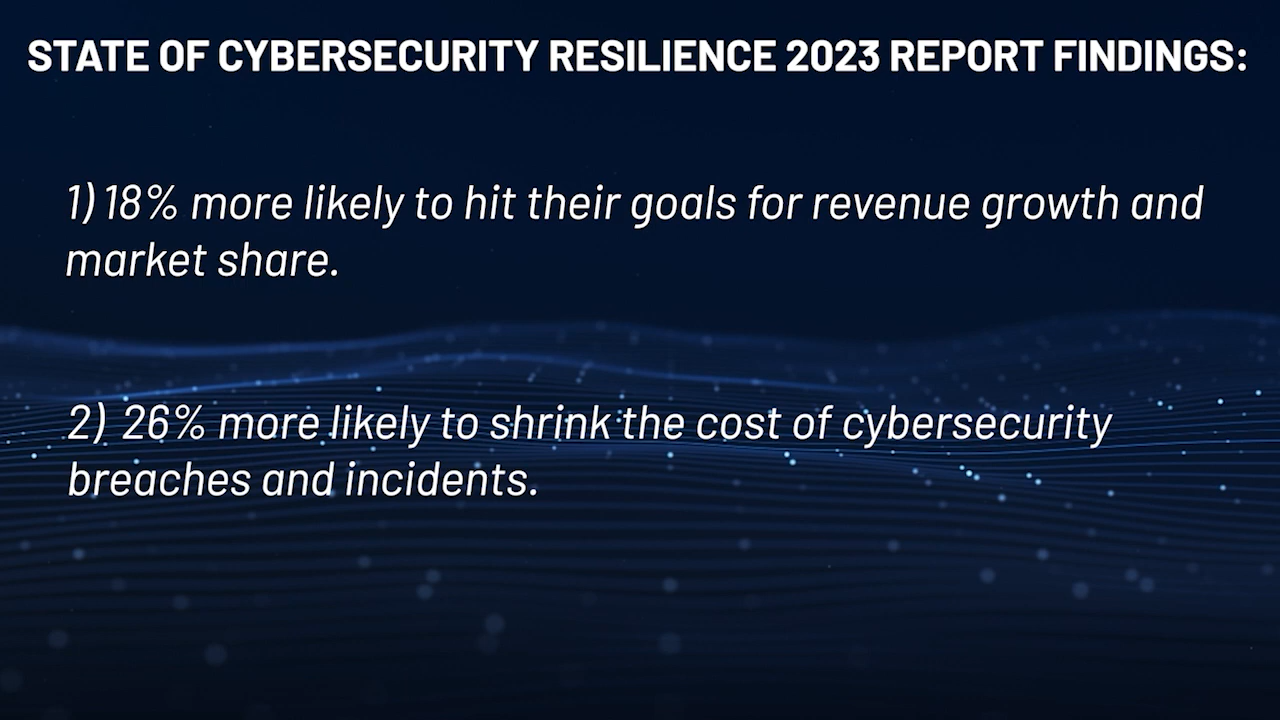 STATE OF CYBERSECURITY RESILIENCE 2023 REPORT FINDINGS:
1) 18% more likely to hit their goals for revenue growth and
market share.
2) 26% more likely to shrink the cost of cybersecurity
breaches and incidents.